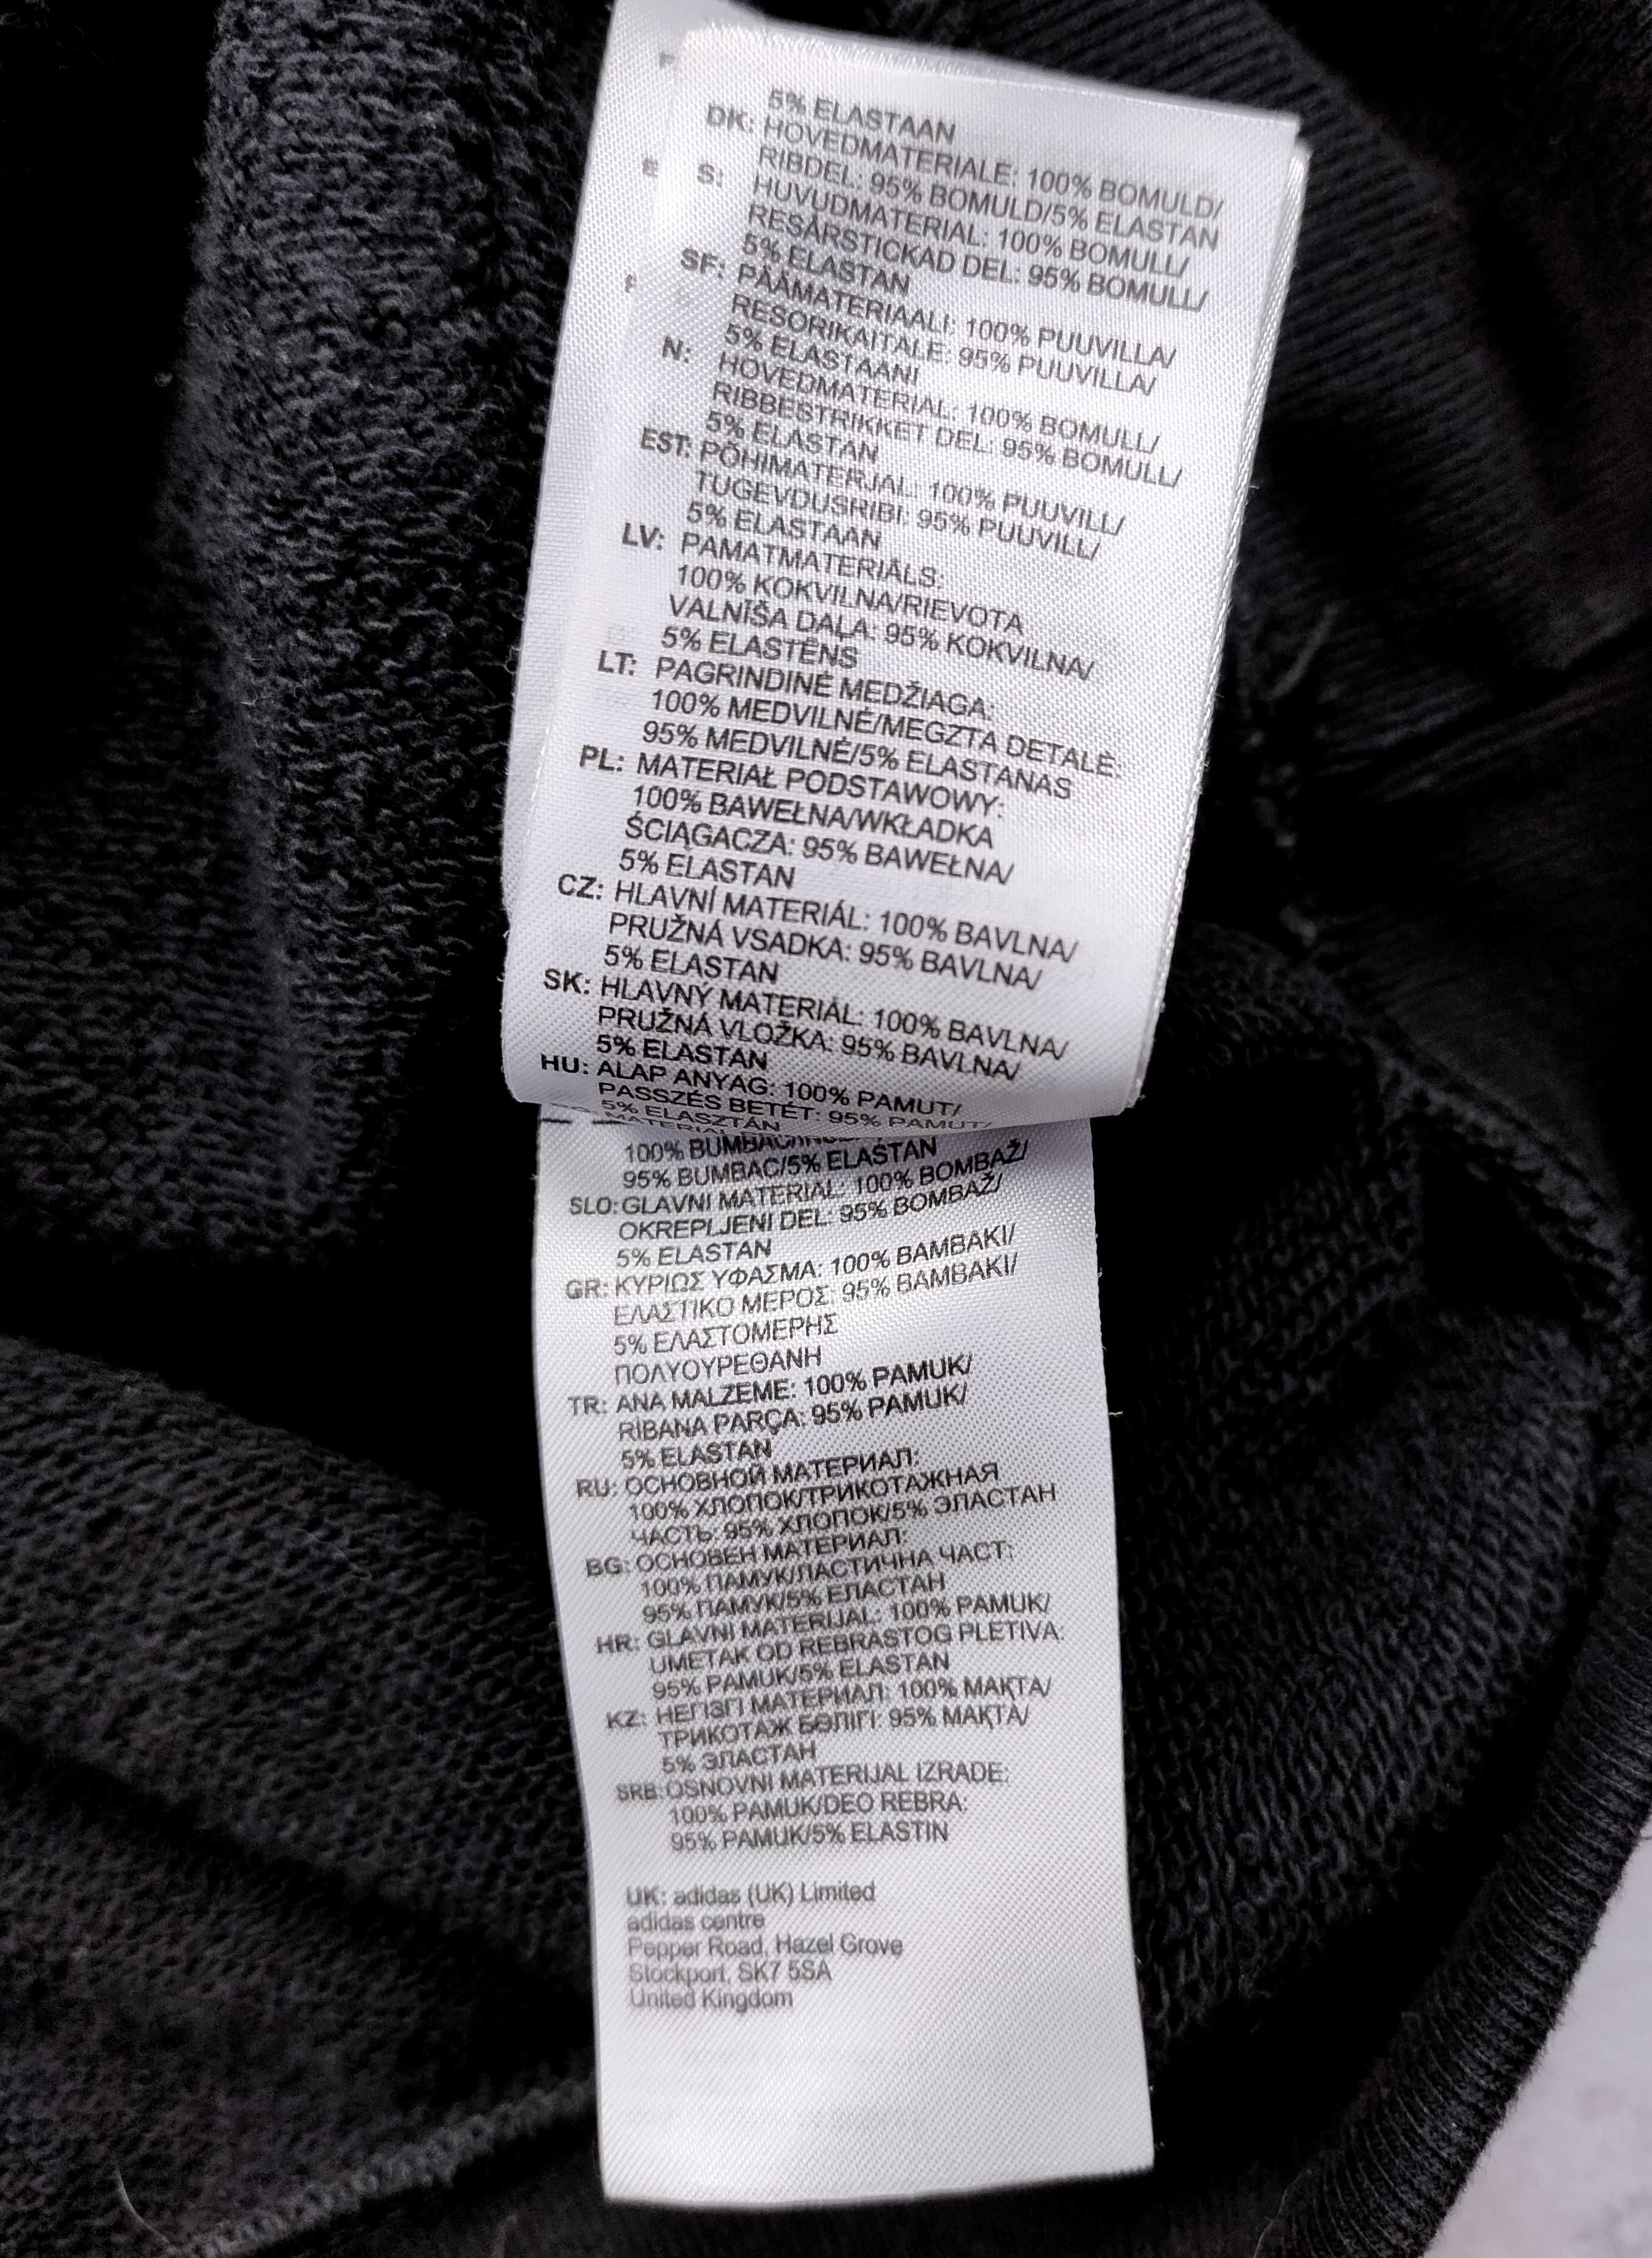 5% ELASTAAN
DK: HOVEDMATERIALE: 100% BOMULD/
RIBDEL: 95% BOMULD/5% ELASTAN
S: HUVUDMATERIAL: 100% BOMULL/
RESÅRSTICKAD DEL: 95% BOMULL/
5% ELASTAN
SF: PÄÄMATERIAALI: 100% PUUVILLA/
RESORIKAITALE: 95% PUUVILLA/
5% ELASTAANI
N: HOVEDMATERIAL: 100% BOMULL/
RIBBESTRIKKET DEL: 95% BOMULL/
5% ELASTAN
EST: PÕHIMATERJAL: 100% PUUVILL/
TUGEVDUSRIBI: 95% PUUVILL/
5% ELASTAAN
LV: PAMATMATERIĀLS:
100% KOKVILNA/RIEVOTA
VALNĪŠA DAĻA: 95% KOKVILNA/
5% ELASTĒNS
LT: PAGRINDINĖ MEDŽIAGA:
100% MEDVILNĖ/MEGZTA DETALĖ:
95% MEDVILNĖ/5% ELASTANAS
PL: MATERIAŁ PODSTAWOWY:
100% BAWEŁNA/WKŁADKA
ŚCIĄGACZA: 95% BAWEŁNA/
5% ELASTAN
CZ: HLAVNÍ MATERIÁL: 100% BAVLNA/
PRUŽNÁ VSADKA: 95% BAVLNA/
5% ELASTAN
SK: HLAVNÝ MATERIÁL: 100% BAVLNA/
PRUŽNÁ VLOŽKA: 95% BAVLNA/
5% ELASTAN
HU: ALAP ANYAG: 100% PAMUT/
PASSZÉS BETÉT: 95% PAMUT/
5% ELASZTÁN
100%
95% BUMBAC/5% ELASTAN
SLO: GLAVNI MATERIAL: 100% BOMBAŽ/
OKREPLJENI DEL: 95% BOMBAŽ/
5% ELASTAN
GR: ΚΥΡΙΩΣ ΥΦΑΣΜΑ: 100% ΒΑΜΒΑΚΙ/
ΕΛΑΣΤΙΚΟ ΜΕΡΟΣ: 95% ΒΑΜΒΑΚΙ/
5% ΕΛΑΣΤΟΜΕΡΗΣ
ΠΟΛΥΟΥΡΕΘΑΝΗ
TR: ANA MALZEME: 100% PAMUK/
RİBANA PARÇA: 95% PAMUK/
5% ELASTAN
RU: ОСНОВНОЙ МАТЕРИАЛ:
100% ХЛОПОК/ТРИКОТАЖНАЯ
ЧАСТЬ: 95% ХЛОПОК/5% ЭЛАСТАН
BG: ОСНОВЕН МАТЕРИАЛ:
100% ПАМУК/ЛАСТИЧНА ЧАСТ:
95% ПАМУК/5% ЕЛАСТАН
HR: GLAVNI MATERIJAL: 100% PAMUK/
UMETAK OD REBRASTOG PLETIVA:
95% PAMUK/5% ELASTAN
KZ: НЕГІЗГІ МАТЕРИАЛ: 100% МАҚТА/
ТРИКОТАЖ БӨЛІГІ: 95% МАҚТА/
5% ЭЛАСТАН
SRB: OSNOVNI MATERIJAL IZRADE:
100% PAMUK/DEO REBRA:
95% PAMUK/5% ELASTIN
UK: adidas (UK) Limited
adidas centre
Pepper Road, Hazel Grove
Stockport, SK7 5SA
United Kingdom